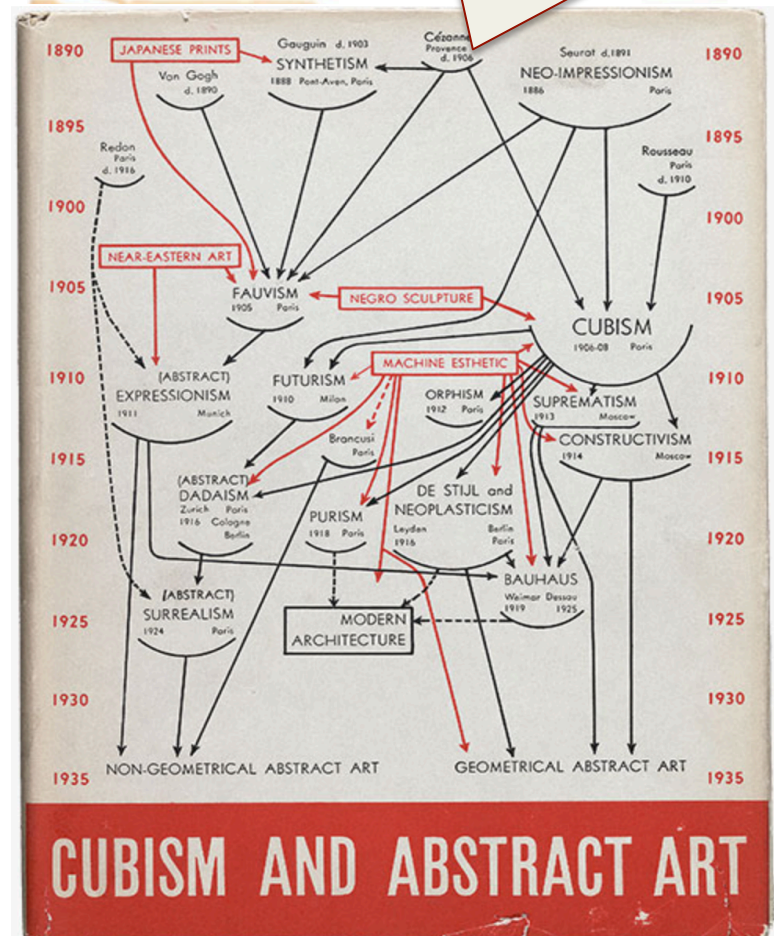 1890
JAPANESE PRINTS
Gauguin d. 1903
SYNTHETISM
1888 Pont-Aven, Paris
Cézanne
Provence
d. 1906
Seurat d.1891
NEO-IMPRESSIONISM
1886 Paris
1890
Van Gogh
d. 1890
1895
1895
Redon
Paris
d. 1916
Rousseau
Paris
d. 1910
1900
1900
NEAR-EASTERN ART
1905
FAUVISM
1905 Paris
NEGRO SCULPTURE
1905
CUBISM
1906-08 Paris
1910
(ABSTRACT)
EXPRESSIONISM
1911 Munich
FUTURISM
1910 Milan
MACHINE ESTHETIC
ORPHISM
1912 Paris
SUPREMATISM
1913 Moscow
1910
Brancusi
Paris
CONSTRUCTIVISM
1914 Moscow
1915
1915
(ABSTRACT)
DADAISM
Zurich Paris
1916 Cologne
Berlin
PURISM
1918 Paris
DE STIJL and
NEOPLASTICISM
Leyden Berlin
1916 Paris
1920
1920
BAUHAUS
Weimar Dessau
1919 1925
(ABSTRACT)
SURREALISM
1924 Paris
1925
MODERN
ARCHITECTURE
1925
1930
1930
1935
NON-GEOMETRICAL ABSTRACT ART
GEOMETRICAL ABSTRACT ART
1935
CUBISM AND ABSTRACT ART